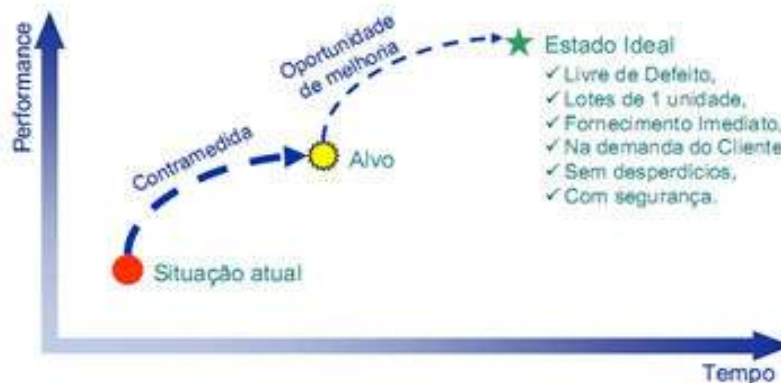 Performance
Contramedida
Oportunidade
de melhoria
Situação atual
Alvo
Estado Ideal
✓ Livre de Defeito,
✓ Lotes de 1 unidade,
✓ Fornecimento Imediato,
✓ Na demanda do Cliente
✓ Sem desperdícios,
✓ Com segurança.
Tempo